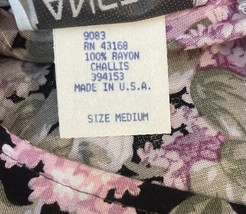 9083
RN 43168
100% RAYON
CHALLIS
394153
MADE IN U.S.A.
SIZE MEDIUM